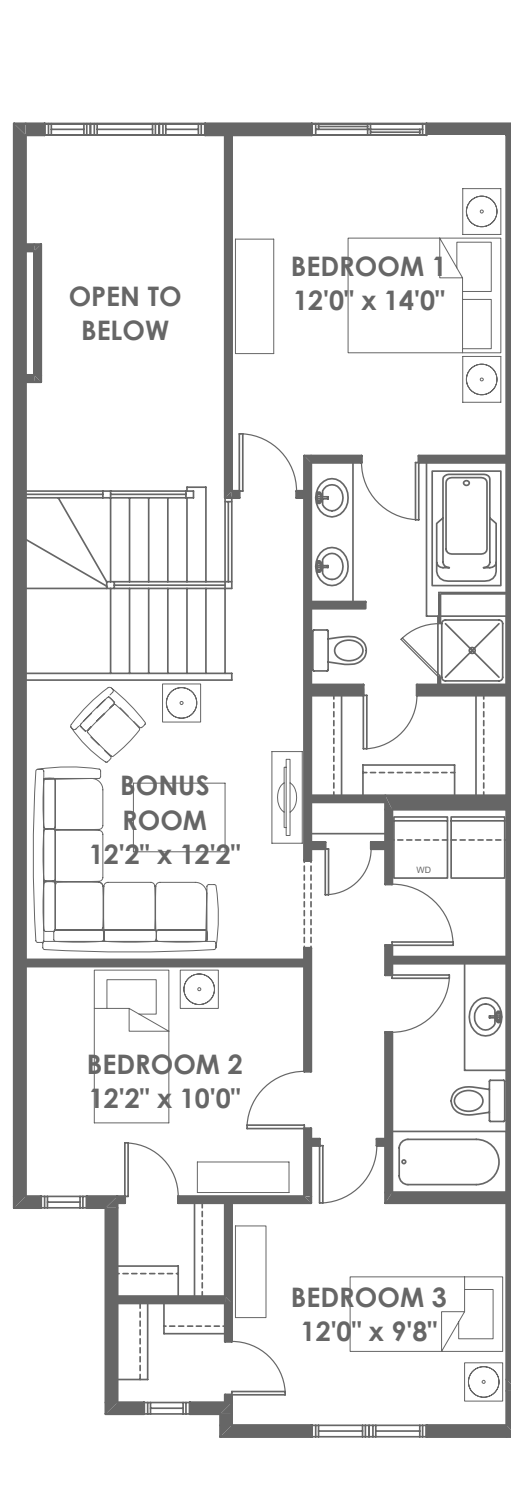 OPEN TO
BELOW
BEDROOM 1
12'0" x 14'0"
BONUS
ROOM
12'2" x 12'2"
WD
BEDROOM 2
12'2" x 10'0"
BEDROOM 3
12'0" x 9'8"